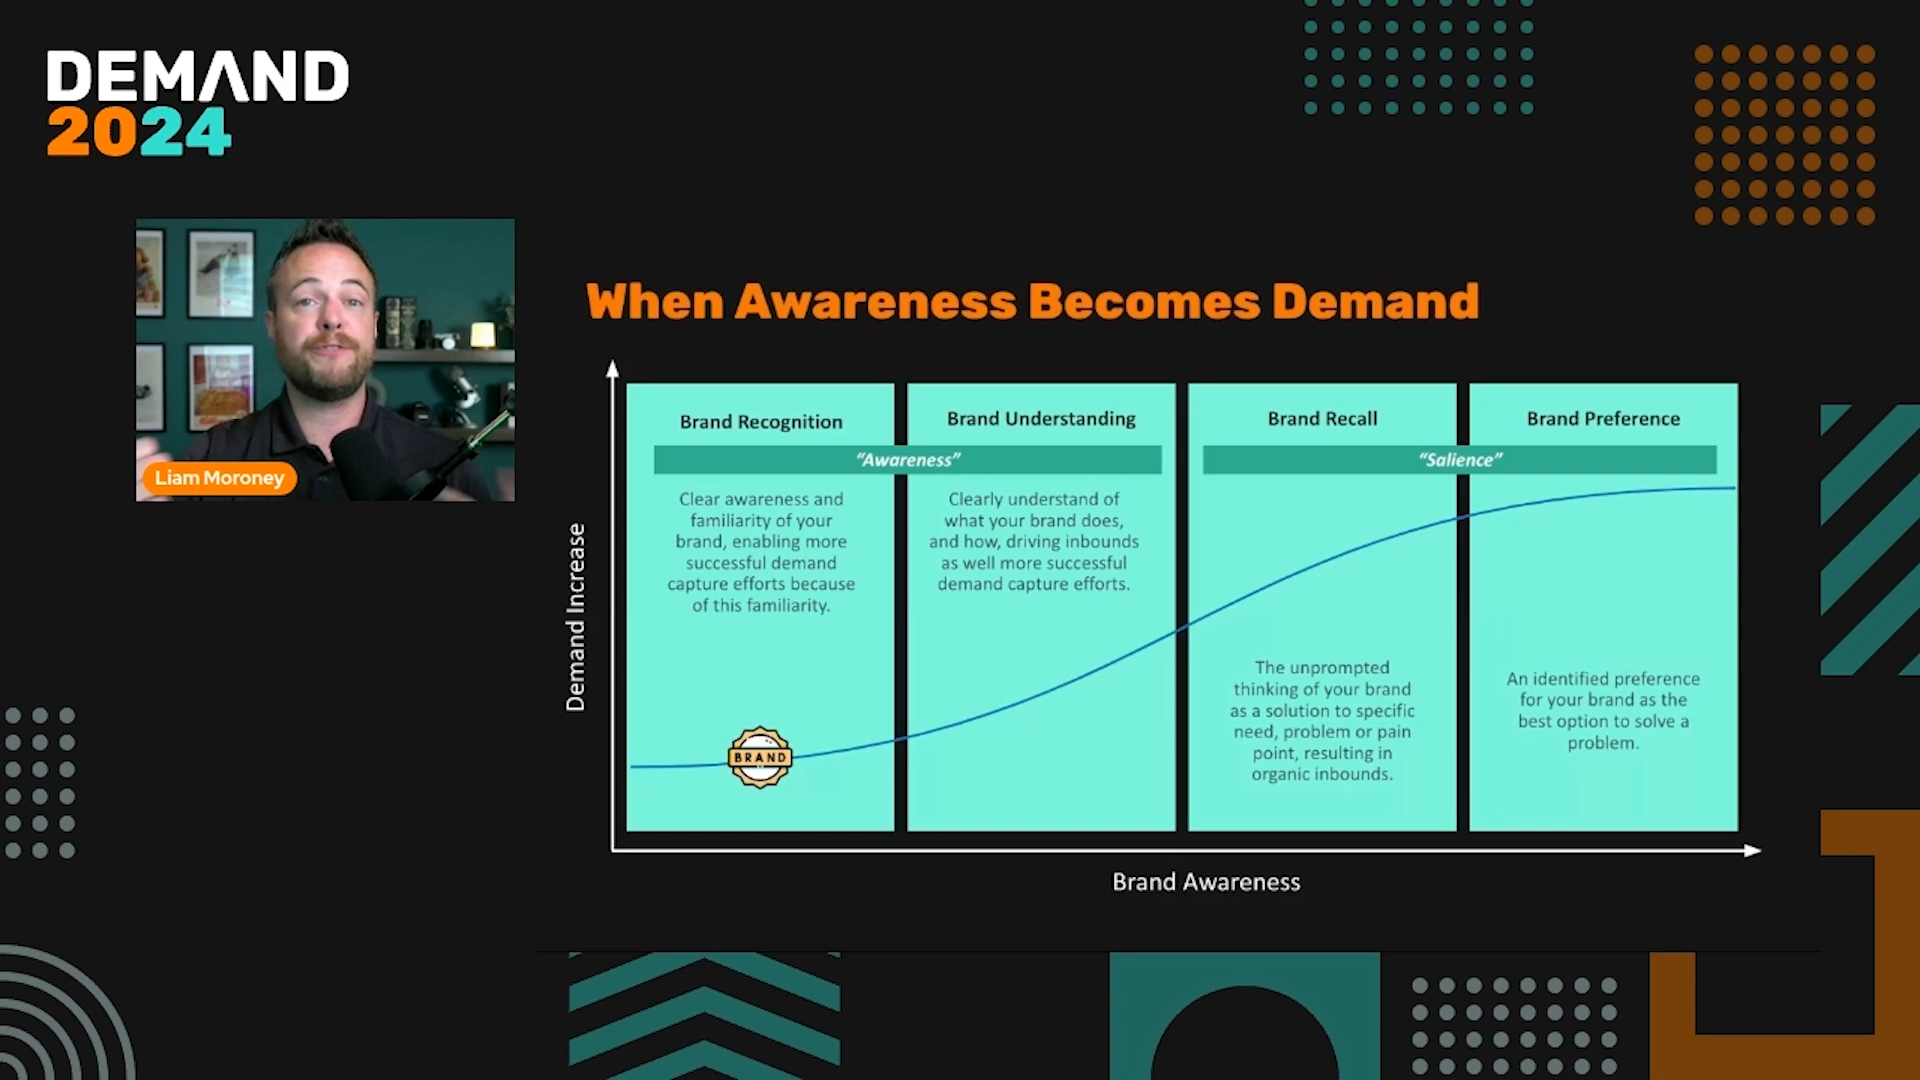 DEMAND
2024
Liam Moroney
When Awareness Becomes Demand
Demand Increase
Brand Recognition
Brand Understanding
Brand Recall
Brand Preference
“Awareness”
“Salience”
Clear awareness and
familiarity of your
brand, enabling more
successful demand
capture efforts because
of this familiarity.
Clearly understand of
what your brand does,
and how, driving inbounds
as well more successful
demand capture efforts.
The unprompted
thinking of your brand
as a solution to specific
need, problem or pain
point, resulting in
organic inbounds.
An identified preference
for your brand as the
best option to solve a
problem.
BRAND
Brand Awareness